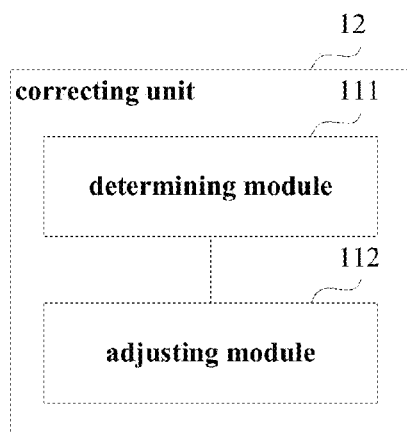 12
correcting unit
111
determining module
112
adjusting module